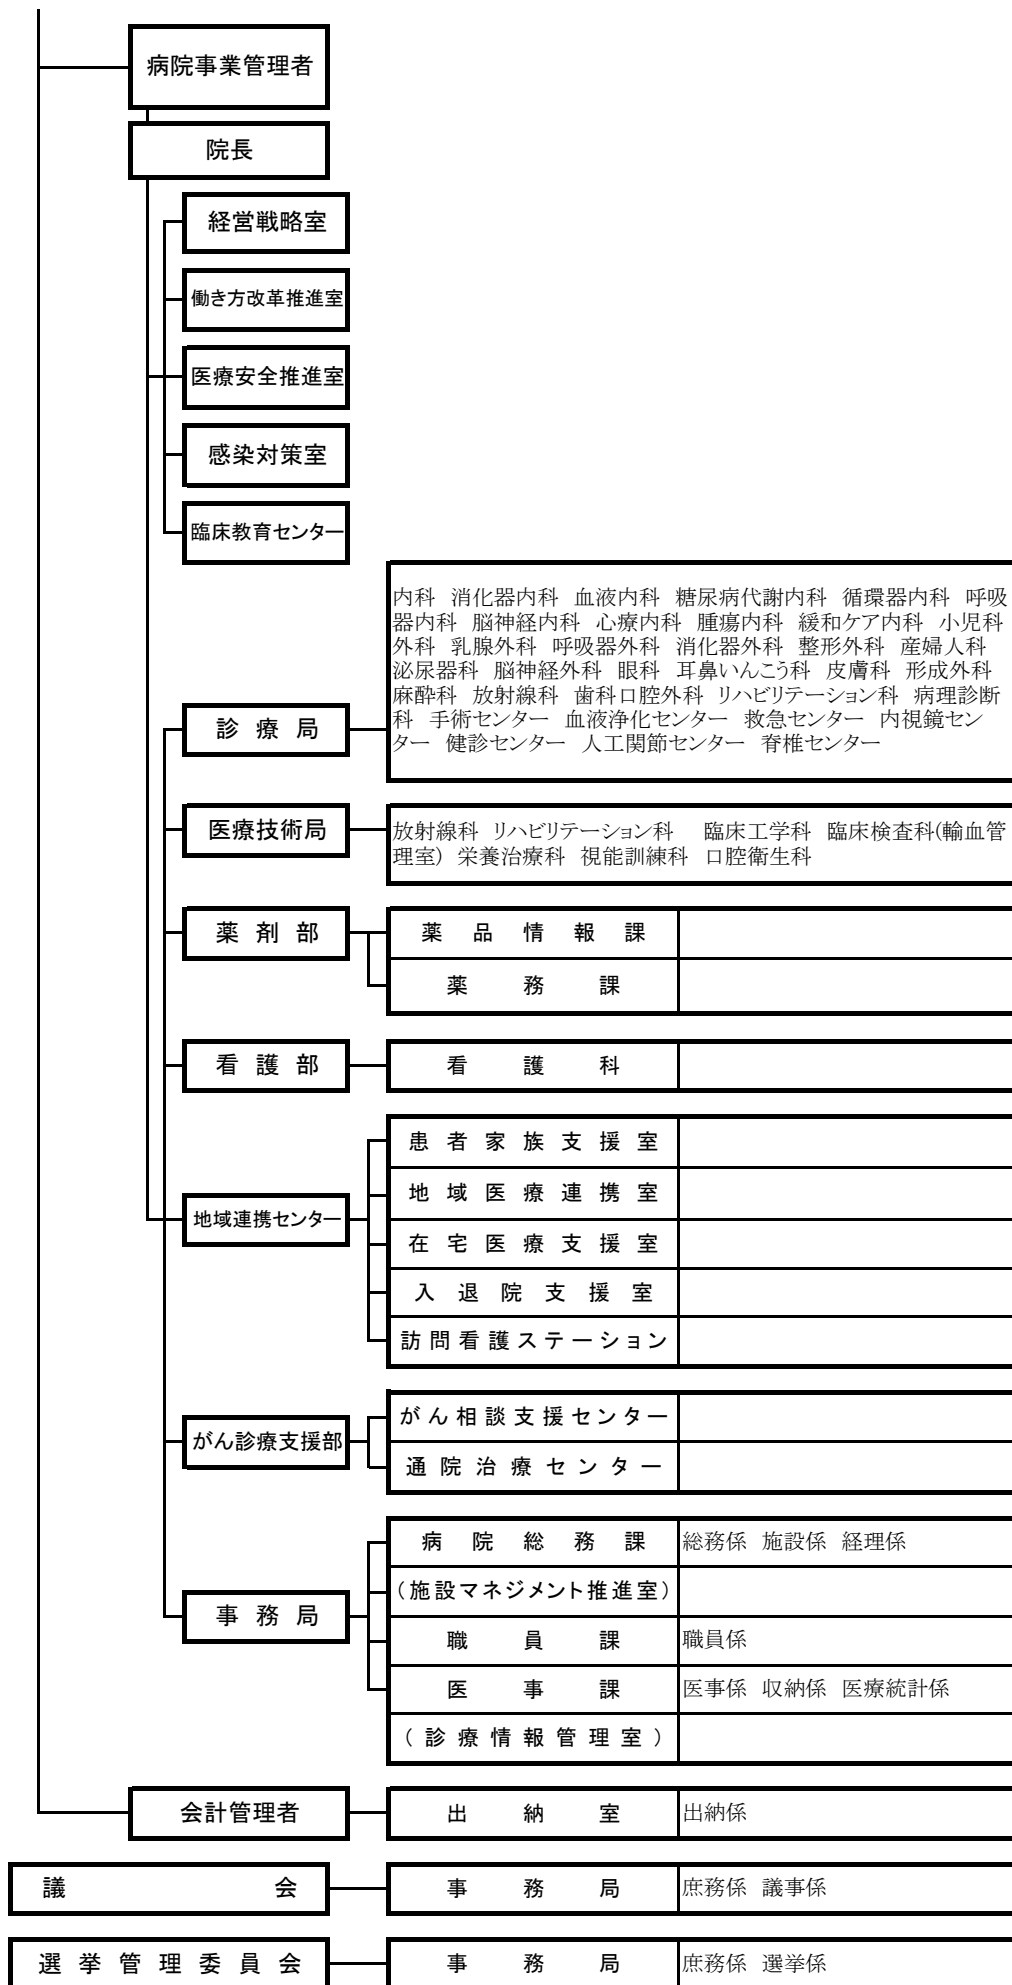 病院事業管理者
院長
経営戦略室
働き方改革推進室
医療安全推進室
感染対策室
臨床教育センター
診療局
内科 消化器内科 血液内科 糖尿病代謝内科 循環器内科 呼吸
器内科 脳神経内科 心療内科 腫瘍内科 緩和ケア内科 小児科
外科 乳腺外科 呼吸器外科 消化器外科 整形外科 産婦人科
泌尿器科 脳神経外科 眼科 耳鼻いんこう科 皮膚科 形成外科
麻酔科 放射線科 歯科口腔外科 リハビリテーション科 病理診断
科 手術センター 血液浄化センター 救急センター 内視鏡セン
ター 健診センター 人工関節センター 脊椎センター
医療技術局
放射線科 リハビリテーション科 臨床工学科 臨床検査科(輸血管
理室) 栄養治療科 視能訓練科 口腔衛生科
薬剤部
薬品情報課
薬務課
看護部
看護科
地域連携センター
患者家族支援室
地域医療連携室
在宅医療支援室
入退院支援室
訪問看護ステーション
がん診療支援部
がん相談支援センター
通院治療センター
事務局
病院総務課 総務係 施設係 経理係
(施設マネジメント推進室)
職員課 職員係
医事課 医事係 収納係 医療統計係
(診療情報管理室)
会計管理者 出納室 出納係
議会 事務局 庶務係 議事係
選挙管理委員会 事務局 庶務係 選挙係